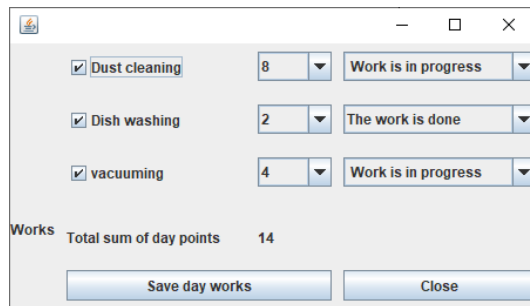 Dust cleaning 8 Work is in progress
Dish washing 2 The work is done
vacuuming 4 Work is in progress
Works
Total sum of day points 14
Save day works Close